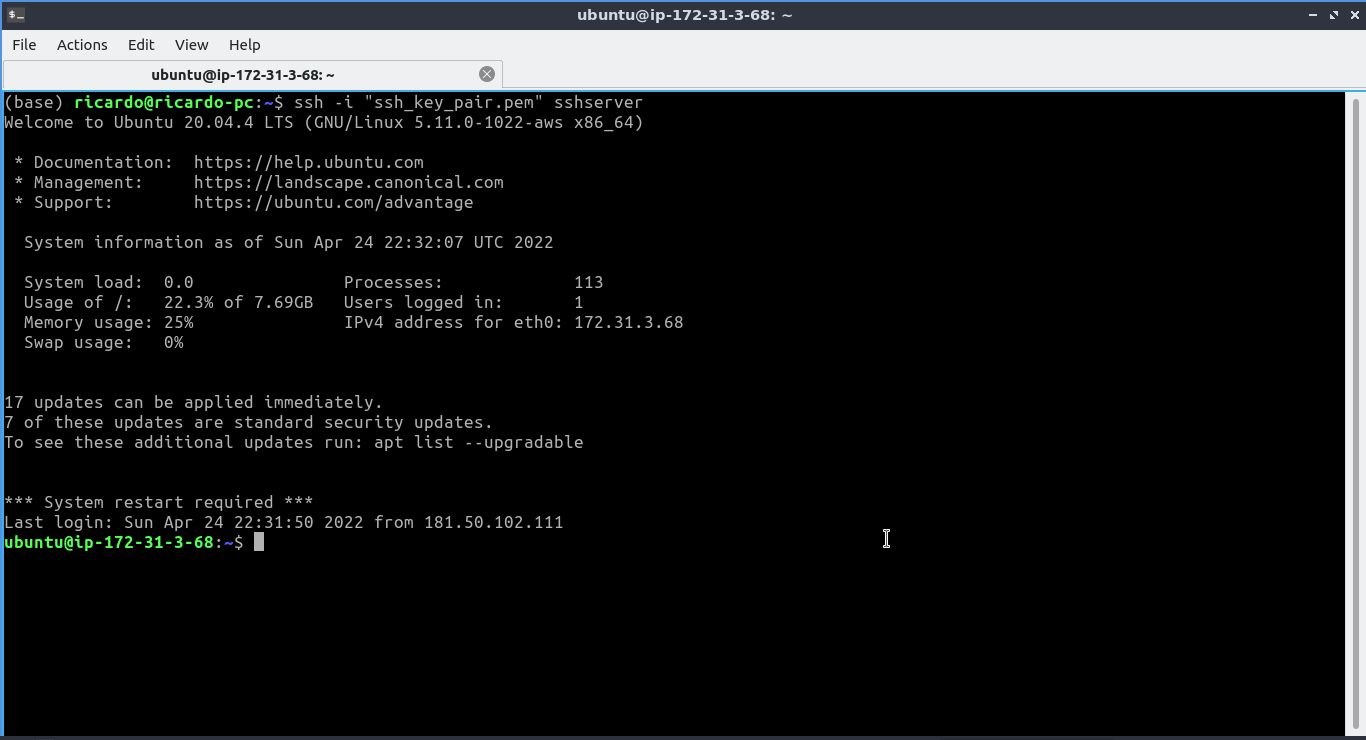 ubuntu@ip-172-31-3-68: ~
File Actions Edit View Help
ubuntu@ip-172-31-3-68: ~
(base) ricardo@ricardo-pc:~$ ssh -i "ssh_key_pair.pem" sshserver
Welcome to Ubuntu 20.04.4 LTS (GNU/Linux 5.11.0-1022-aws x86_64)
* Documentation:  https://help.ubuntu.com
* Management:     https://landscape.canonical.com
* Support:        https://ubuntu.com/advantage
System information as of Sun Apr 24 22:32:07 UTC 2022
System load:  0.0               Processes:             113
Usage of /:   22.3% of 7.69GB   Users logged in:       1
Memory usage: 25%               IPv4 address for eth0: 172.31.3.68
Swap usage:   0%
17 updates can be applied immediately.
7 of these updates are standard security updates.
To see these additional updates run: apt list --upgradable
*** System restart required ***
Last login: Sun Apr 24 22:31:50 2022 from 181.50.102.111
ubuntu@ip-172-31-3-68:~$